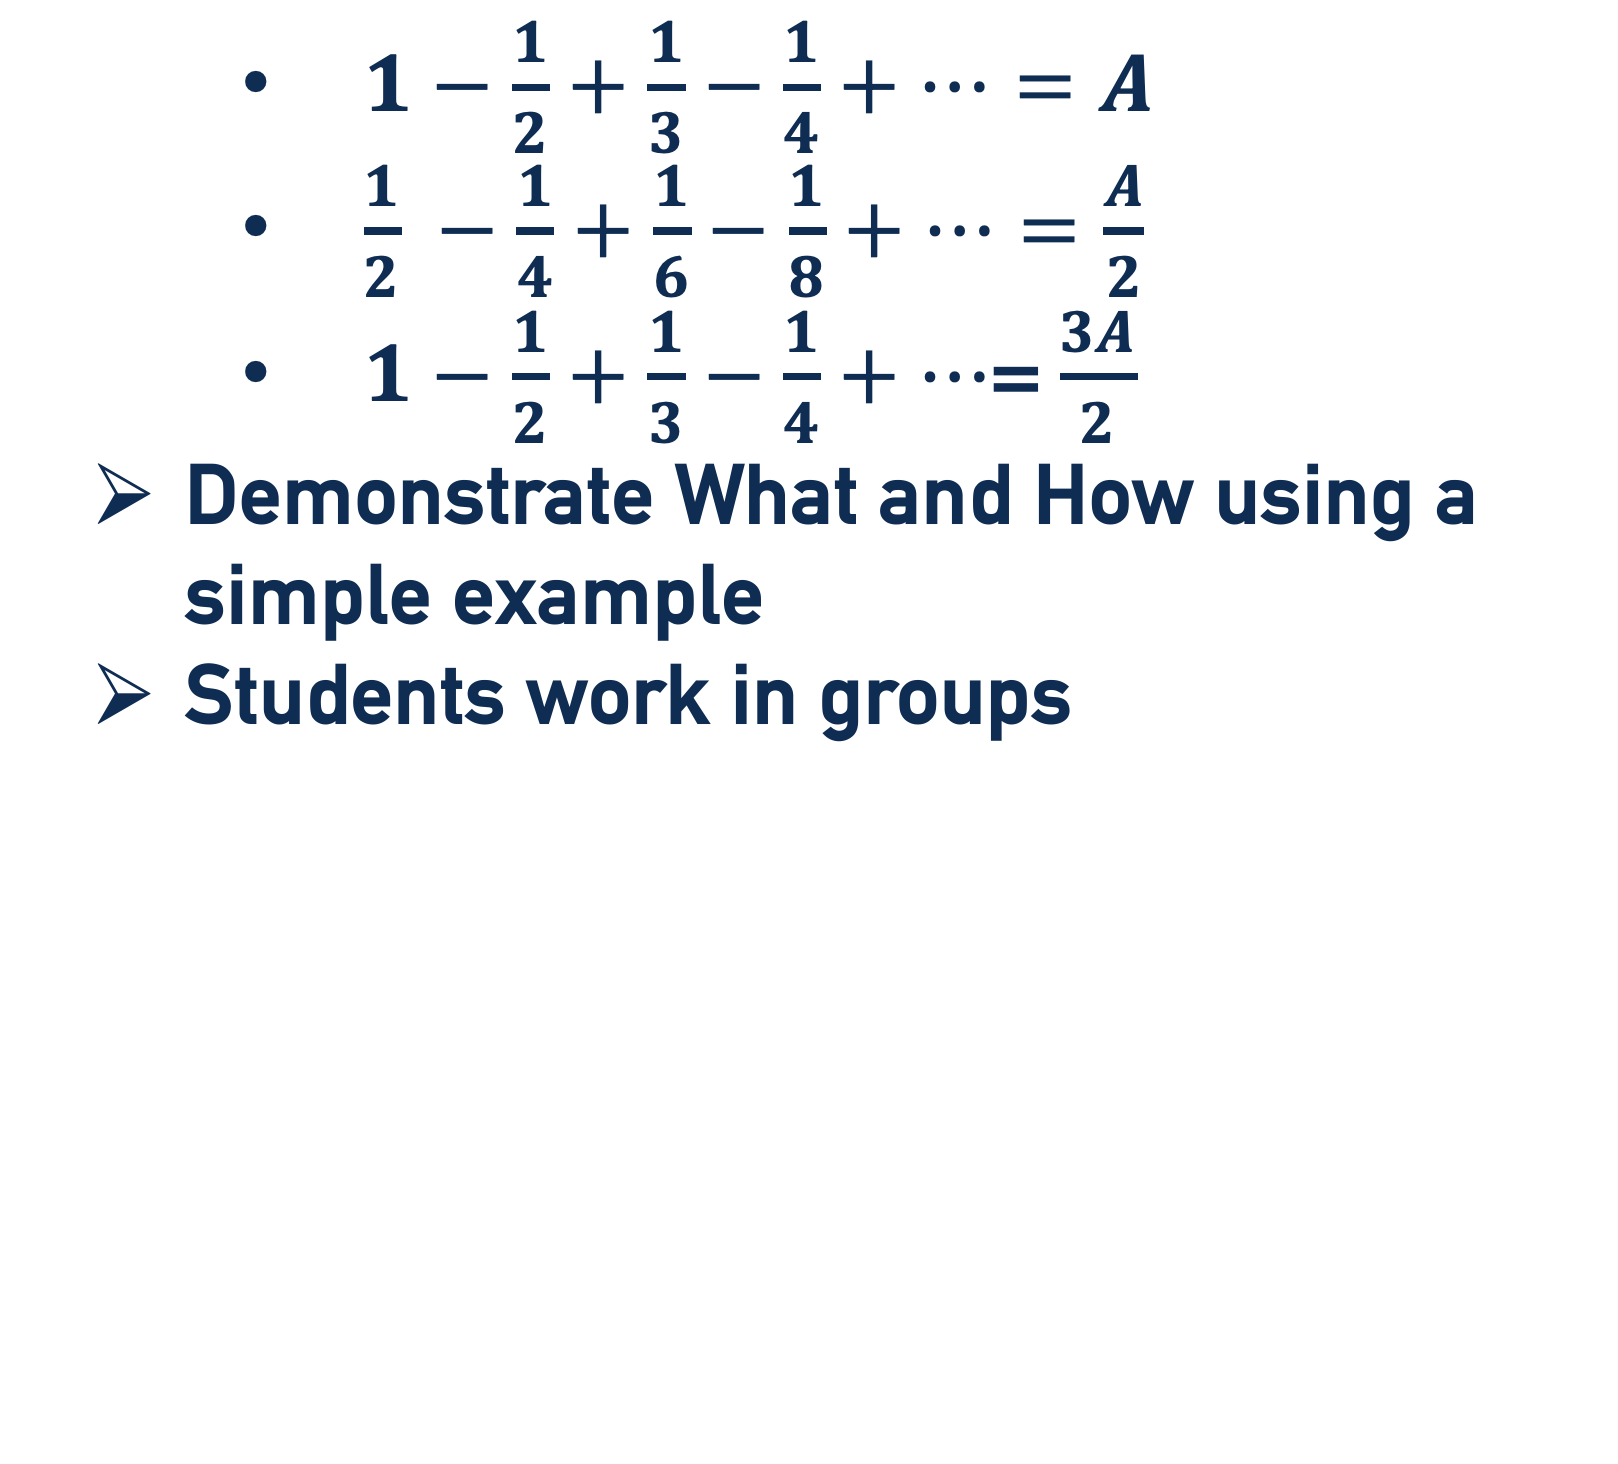 • 1 − 1/2 + 1/3 − 1/4 + ⋯ = A
• 1/2 − 1/4 + 1/6 − 1/8 + ⋯ = A/2
• 1 − 1/2 + 1/3 − 1/4 + ⋯= 3A/2
➢ Demonstrate What and How using a
simple example
➢ Students work in groups